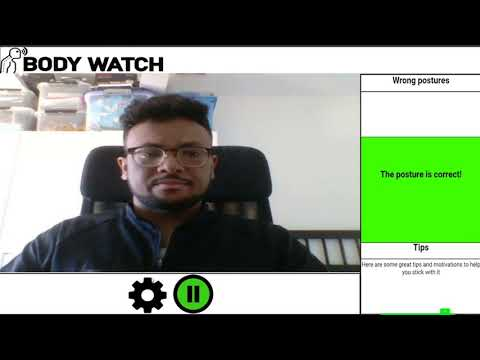 BODY WATCH
Wrong postures
The posture is correct!
Tips
Here are some great tips and motivations to help
you stick with it